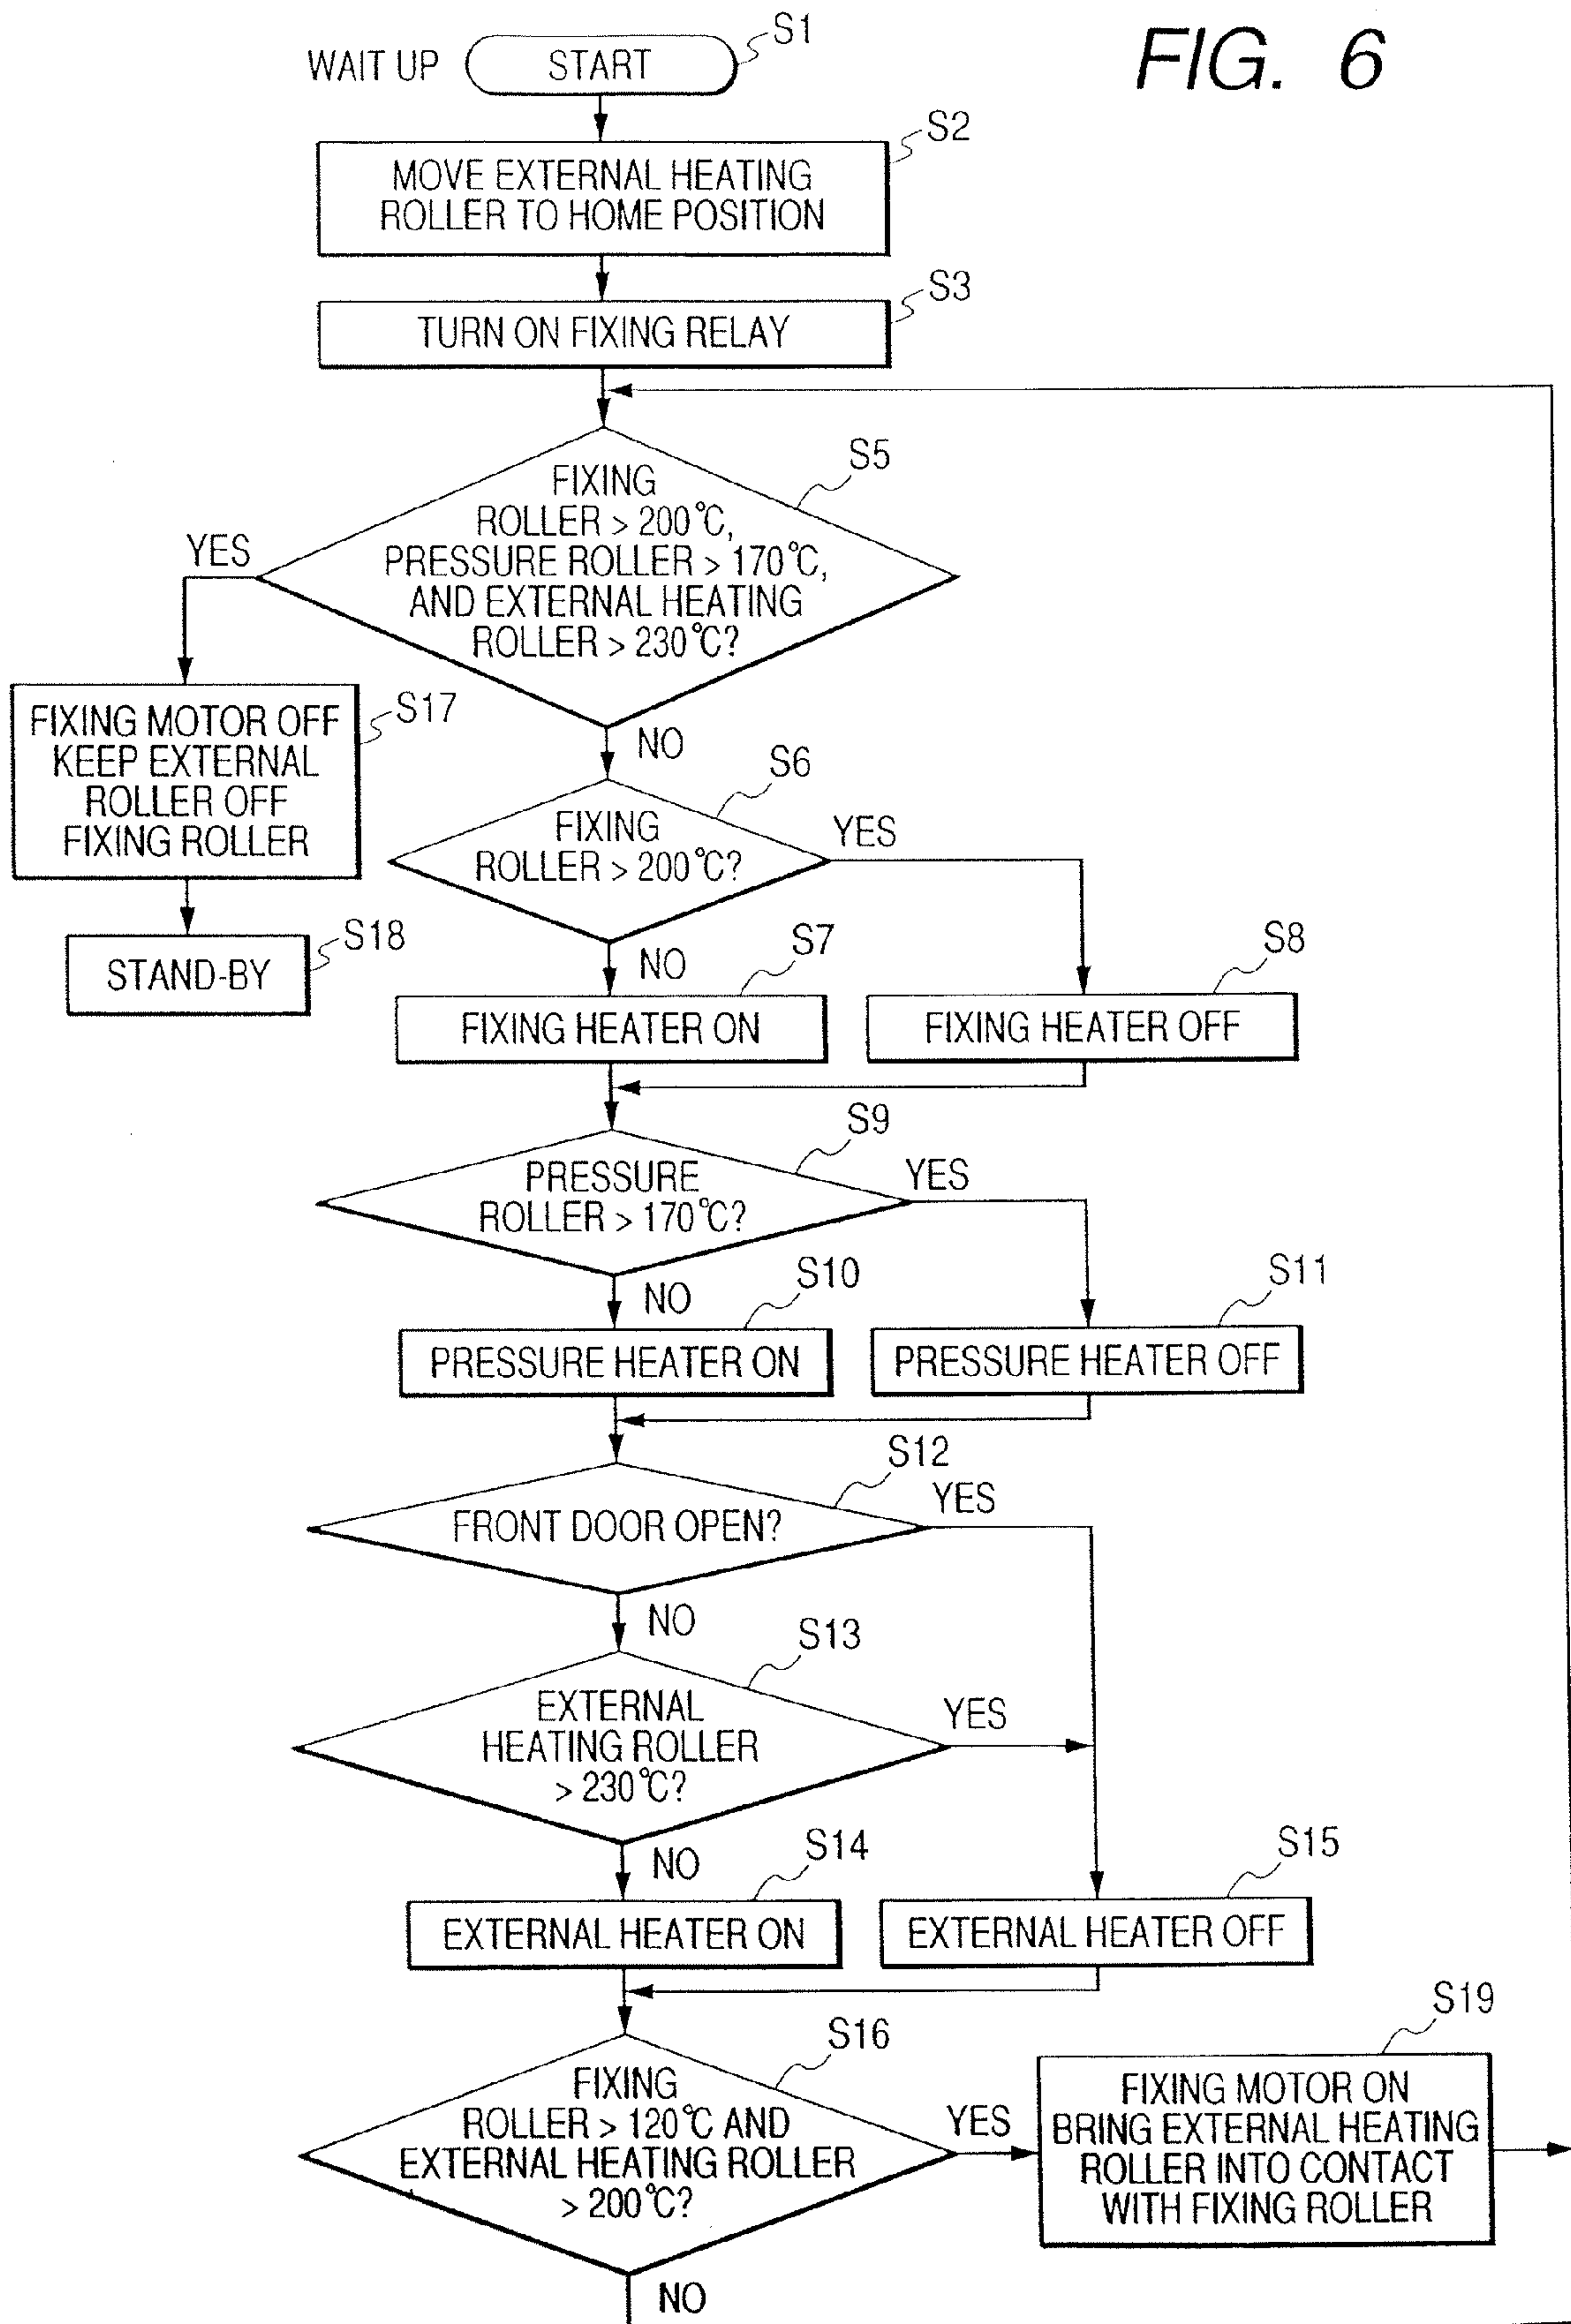 FIG. 6
WAIT UP
START
S1
S2
MOVE EXTERNAL HEATING
ROLLER TO HOME POSITION
S3
TURN ON FIXING RELAY
S5
FIXING
ROLLER > 200°C,
PRESSURE ROLLER > 170°C,
AND EXTERNAL HEATING
ROLLER > 230°C?
YES
NO
S17
FIXING MOTOR OFF
KEEP EXTERNAL
ROLLER OFF
FIXING ROLLER
S18
STAND-BY
S6
FIXING
ROLLER > 200°C?
YES
NO
S7
FIXING HEATER ON
S8
FIXING HEATER OFF
S9
PRESSURE
ROLLER > 170°C?
YES
NO
S10
PRESSURE HEATER ON
S11
PRESSURE HEATER OFF
S12
FRONT DOOR OPEN?
YES
NO
S13
EXTERNAL
HEATING ROLLER
> 230°C?
YES
NO
S14
EXTERNAL HEATER ON
S15
EXTERNAL HEATER OFF
S16
FIXING
ROLLER > 120°C AND
EXTERNAL HEATING ROLLER
> 200°C?
YES
NO
S19
FIXING MOTOR ON
BRING EXTERNAL HEATING
ROLLER INTO CONTACT
WITH FIXING ROLLER